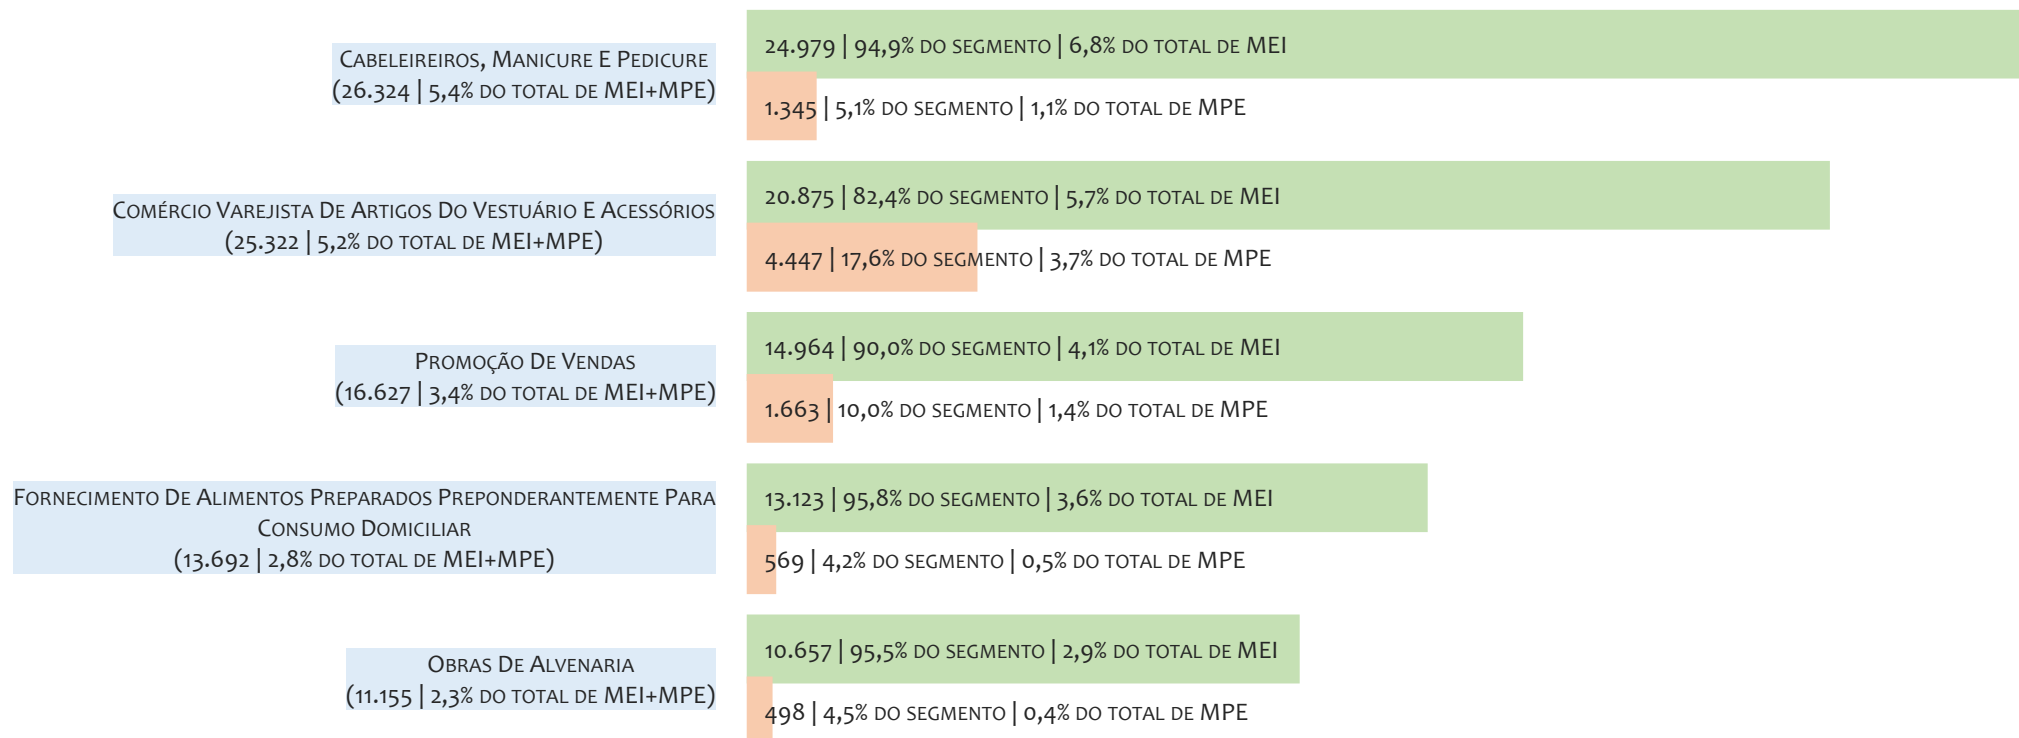 Cabeleireiros, Manicure E Pedicure
(26.324 | 5,4% do total de MEI+MPE)
24.979 | 94,9% do segmento | 6,8% do total de MEI
1.345 | 5,1% do segmento | 1,1% do total de MPE
Comércio Varejista De Artigos Do Vestuário E Acessórios
(25.322 | 5,2% do total de MEI+MPE)
20.875 | 82,4% do segmento | 5,7% do total de MEI
4.447 | 17,6% do segmento | 3,7% do total de MPE
Promoção De Vendas
(16.627 | 3,4% do total de MEI+MPE)
14.964 | 90,0% do segmento | 4,1% do total de MEI
1.663 | 10,0% do segmento | 1,4% do total de MPE
Fornecimento De Alimentos Preparados Preponderantemente Para
Consumo Domiciliar
(13.692 | 2,8% do total de MEI+MPE)
13.123 | 95,8% do segmento | 3,6% do total de MEI
569 | 4,2% do segmento | 0,5% do total de MPE
Obras De Alvenaria
(11.155 | 2,3% do total de MEI+MPE)
10.657 | 95,5% do segmento | 2,9% do total de MEI
498 | 4,5% do segmento | 0,4% do total de MPE